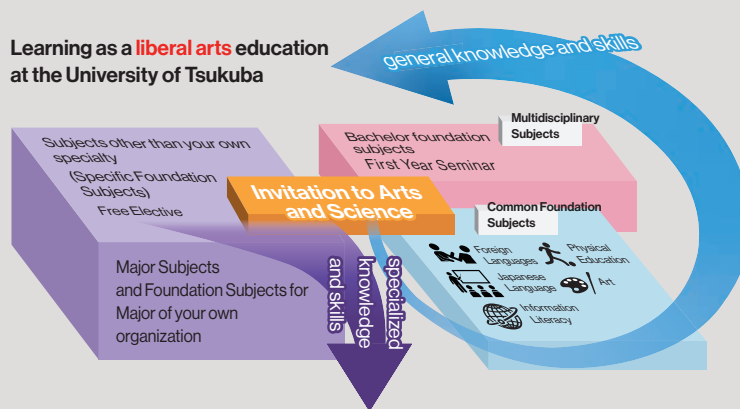 Learning as a liberal arts education
at the University of Tsukuba
general knowledge and skills
Multidisciplinary
Subjects
Bachelor foundation
subjects
First Year Seminar
Subjects other than your own
specialty
(Specific Foundation
Subjects)
Free Elective
Invitation to Arts
and Science
Common Foundation
Subjects
Foreign
Languages
Physical
Education
Japanese
Language
Art
Information
Literacy
Major Subjects
and Foundation Subjects for
Major of your own
organization
specialized
knowledge
and skills